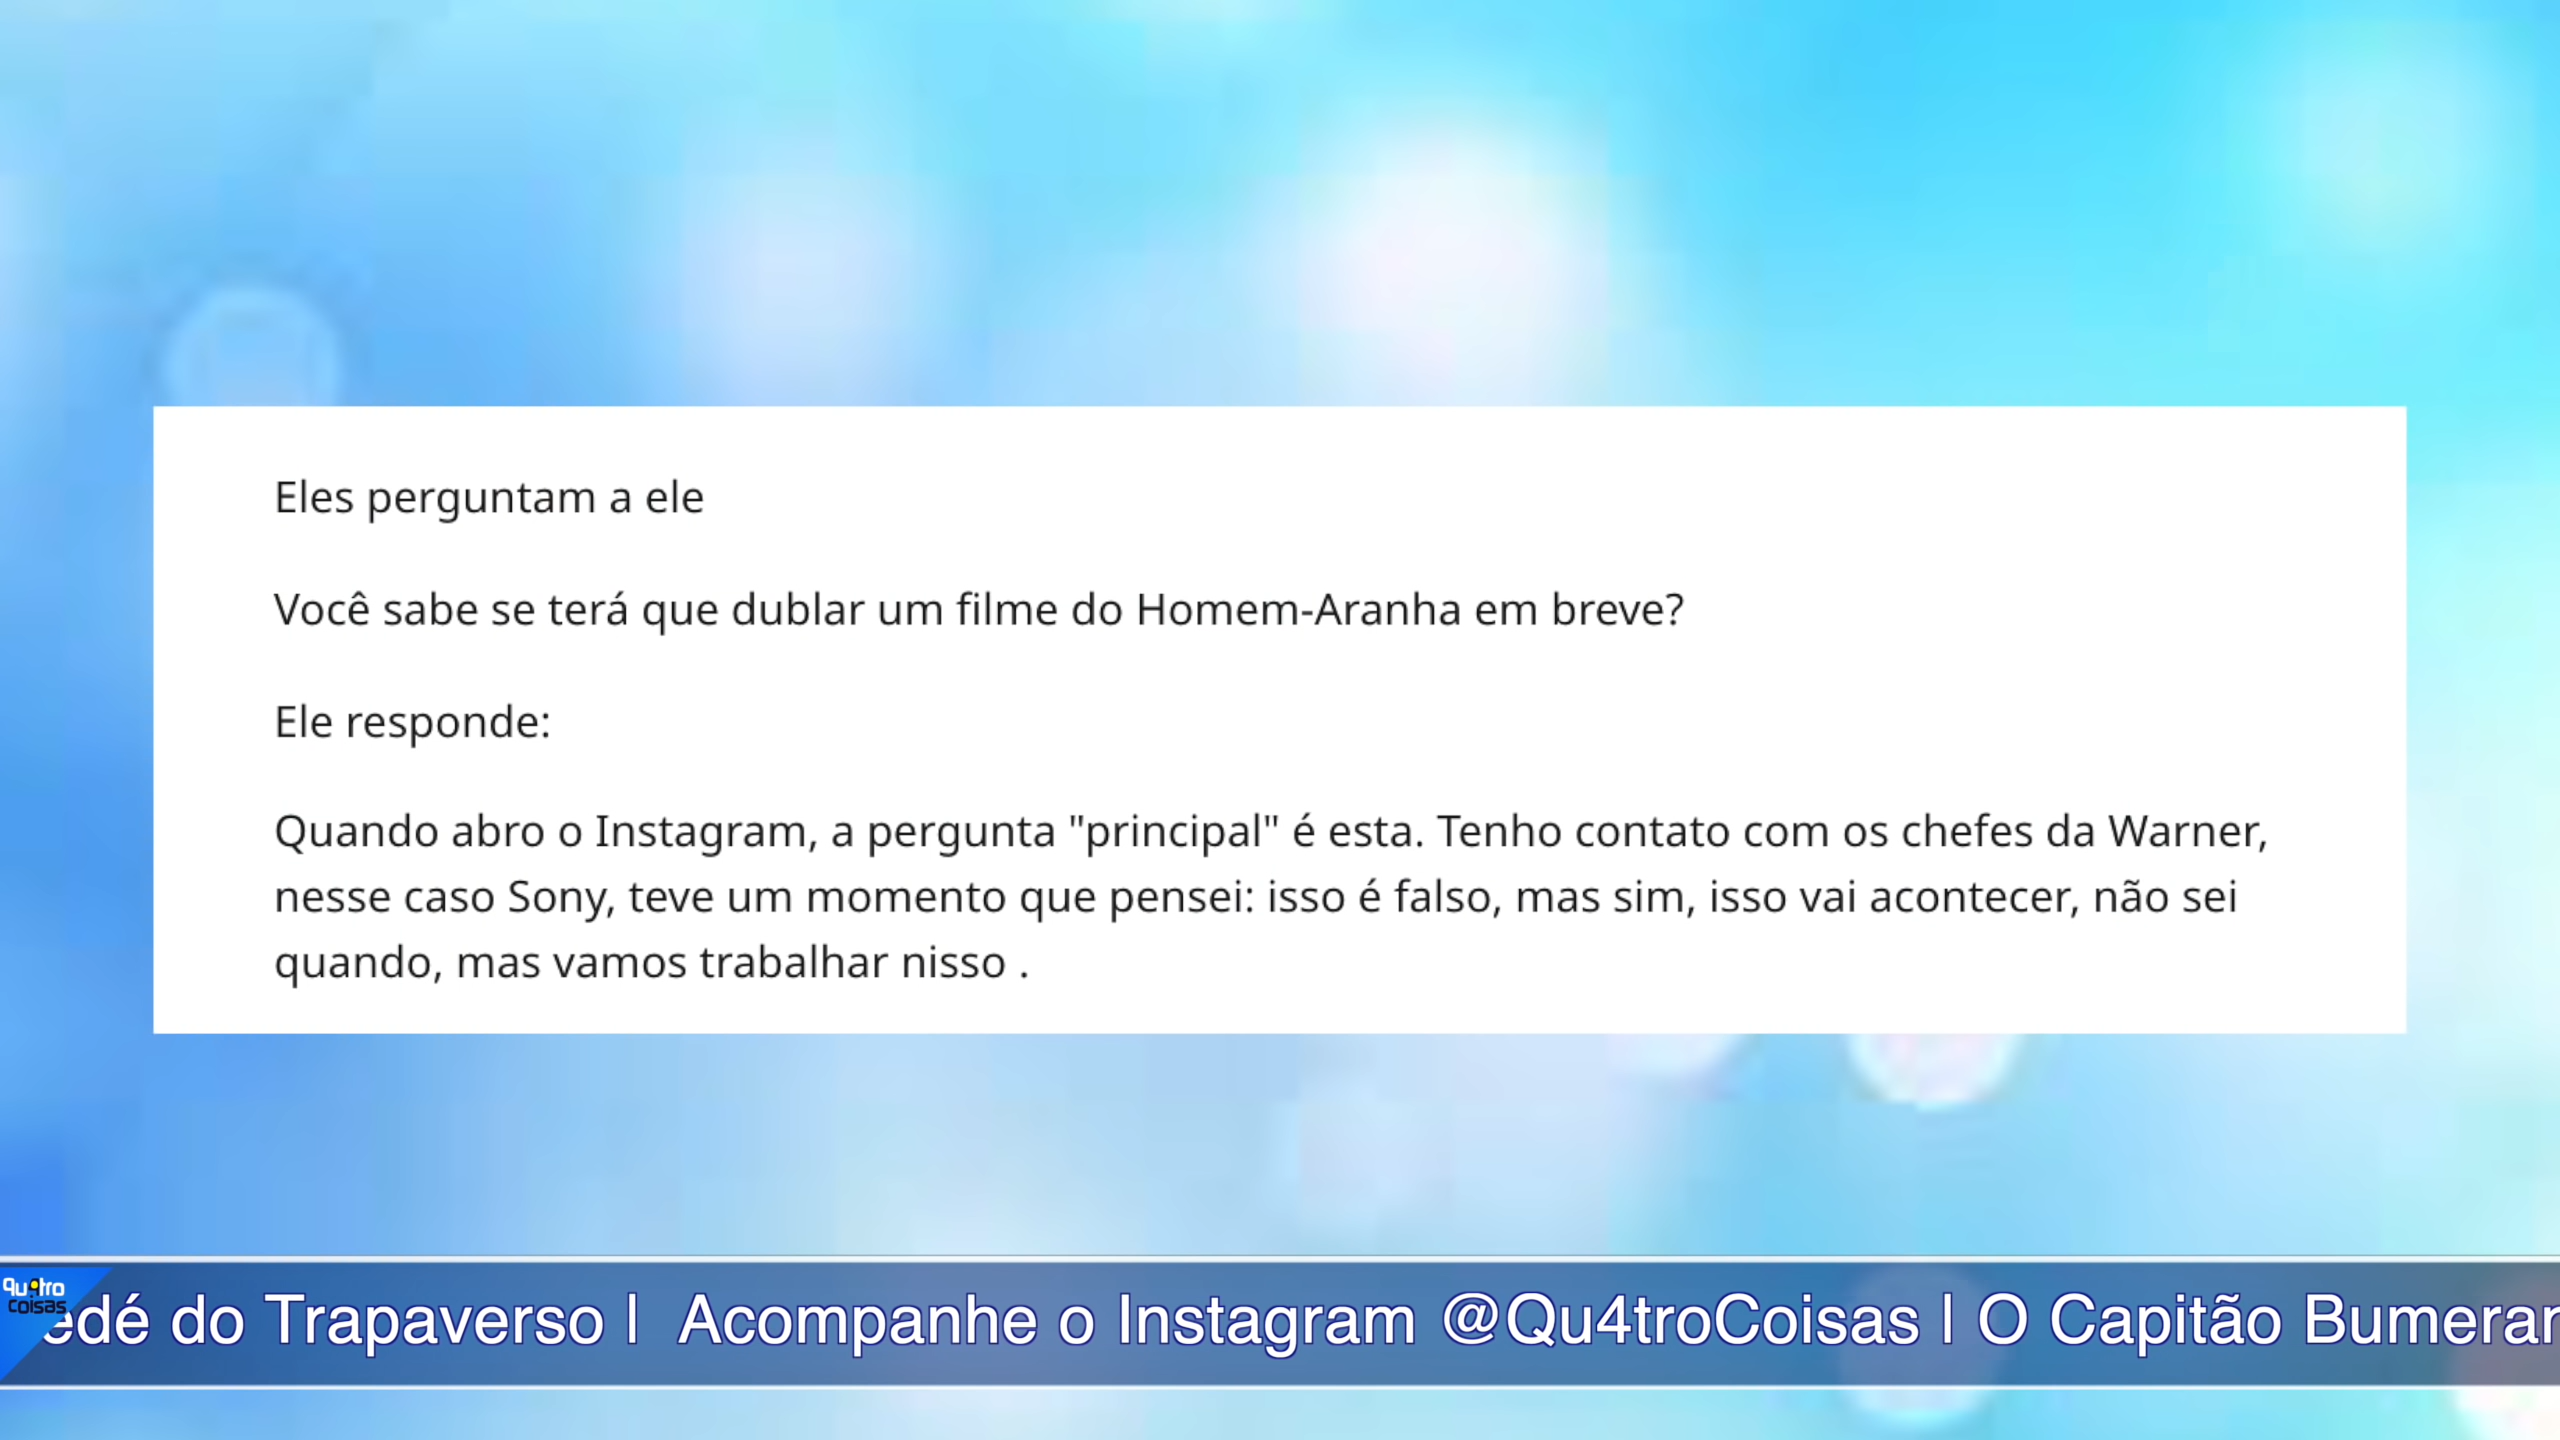 Eles perguntam a ele
Você sabe se terá que dublar um filme do Homem-Aranha em breve?
Ele responde:
Quando abro o Instagram, a pergunta "principal" é esta. Tenho contato com os chefes da Warner,
nesse caso Sony, teve um momento que pensei: isso é falso, mas sim, isso vai acontecer, não sei
quando, mas vamos trabalhar nisso .
qu4tro
coisas
edé do Trapaverso | Acompanhe o Instagram @Qu4troCoisas | O Capitão Bumeran